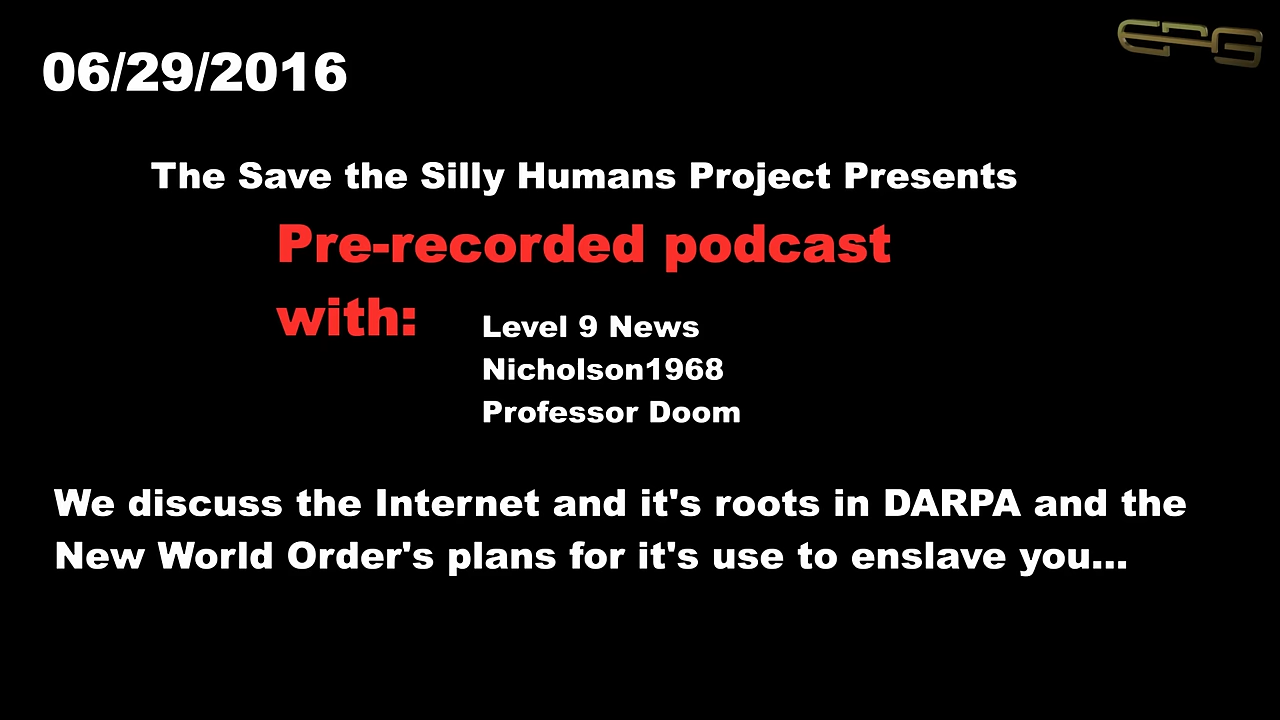 06/29/2016
EPG
The Save the Silly Humans Project Presents
Pre-recorded podcast
with:
Level 9 News
Nicholson1968
Professor Doom
We discuss the Internet and it's roots in DARPA and the
New World Order's plans for it's use to enslave you...